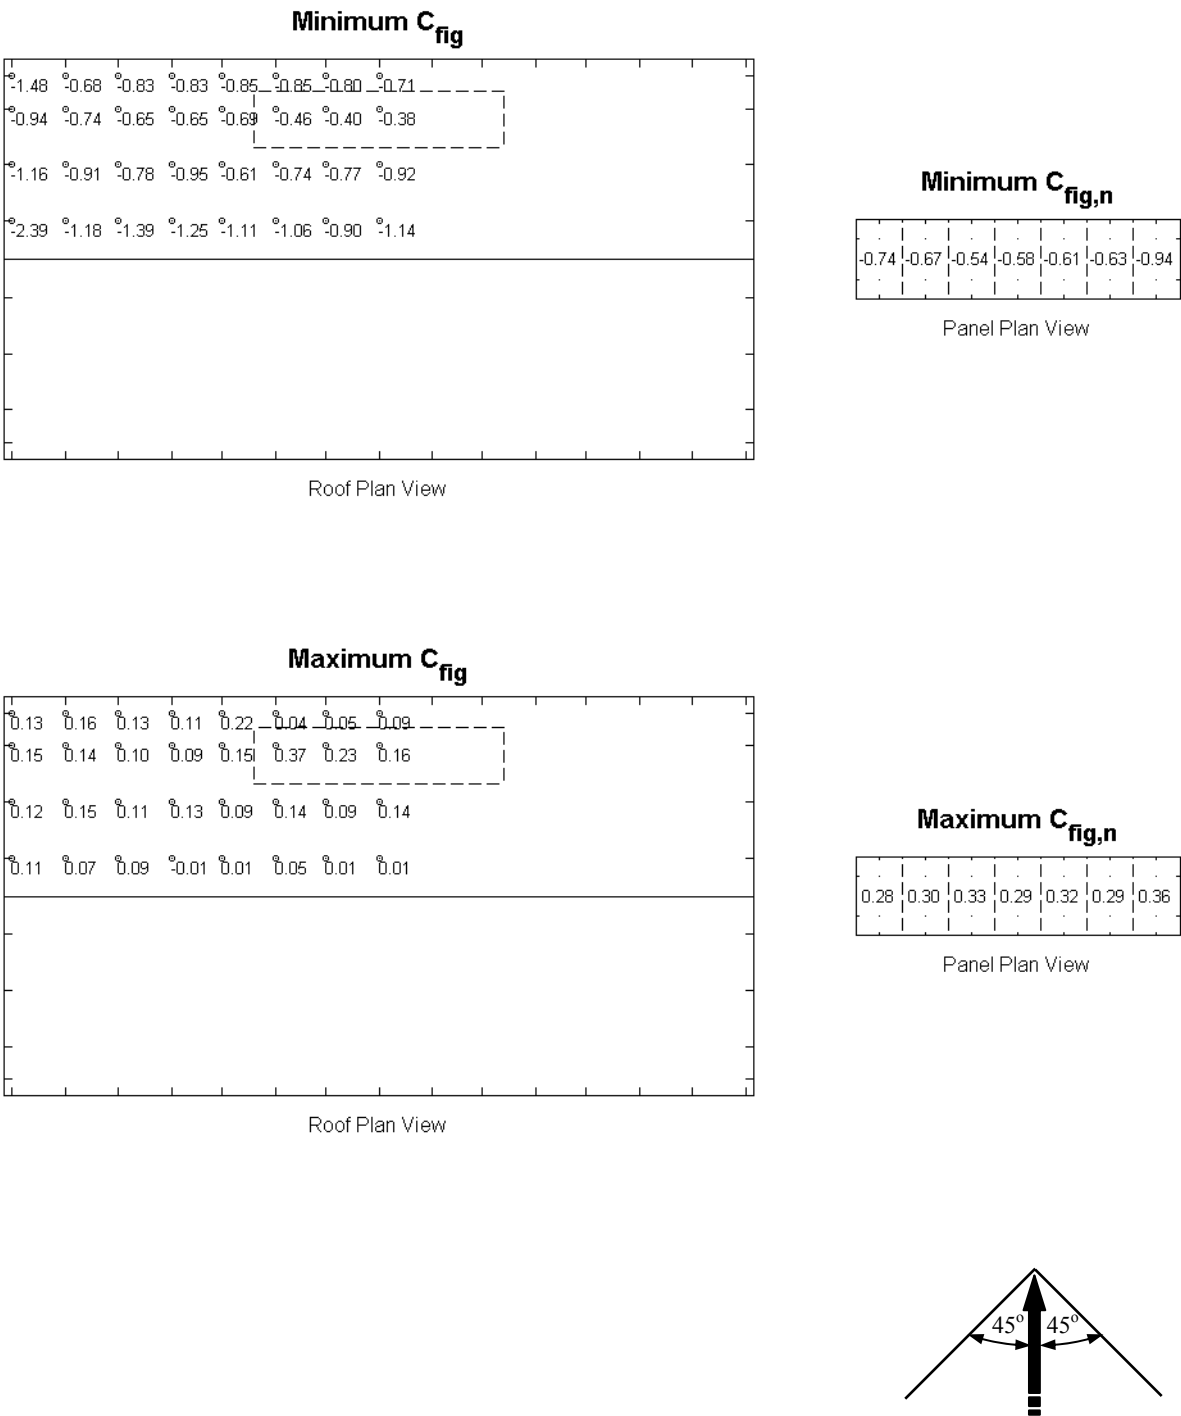 Minimum Cfig
-1.48 -0.68 -0.83 -0.83 -0.85 -0.85 -0.80 -0.71
-0.94 -0.74 -0.65 -0.65 -0.69 -0.46 -0.40 -0.38
-1.16 -0.91 -0.78 -0.95 -0.61 -0.74 -0.77 -0.92
-2.39 -1.18 -1.39 -1.25 -1.11 -1.06 -0.90 -1.14
Roof Plan View
Minimum Cfig,n
-0.74 -0.67 -0.54 -0.58 -0.61 -0.63 -0.94
Panel Plan View
Maximum Cfig
0.13 0.16 0.13 0.11 0.22 0.04 0.05 0.09
0.15 0.14 0.10 0.09 0.15 0.37 0.23 0.16
0.12 0.15 0.11 0.13 0.09 0.14 0.09 0.14
0.11 0.07 0.09 -0.01 0.01 0.05 0.01 0.01
Roof Plan View
Maximum Cfig,n
0.28 0.30 0.33 0.29 0.32 0.29 0.36
Panel Plan View
45° 45°